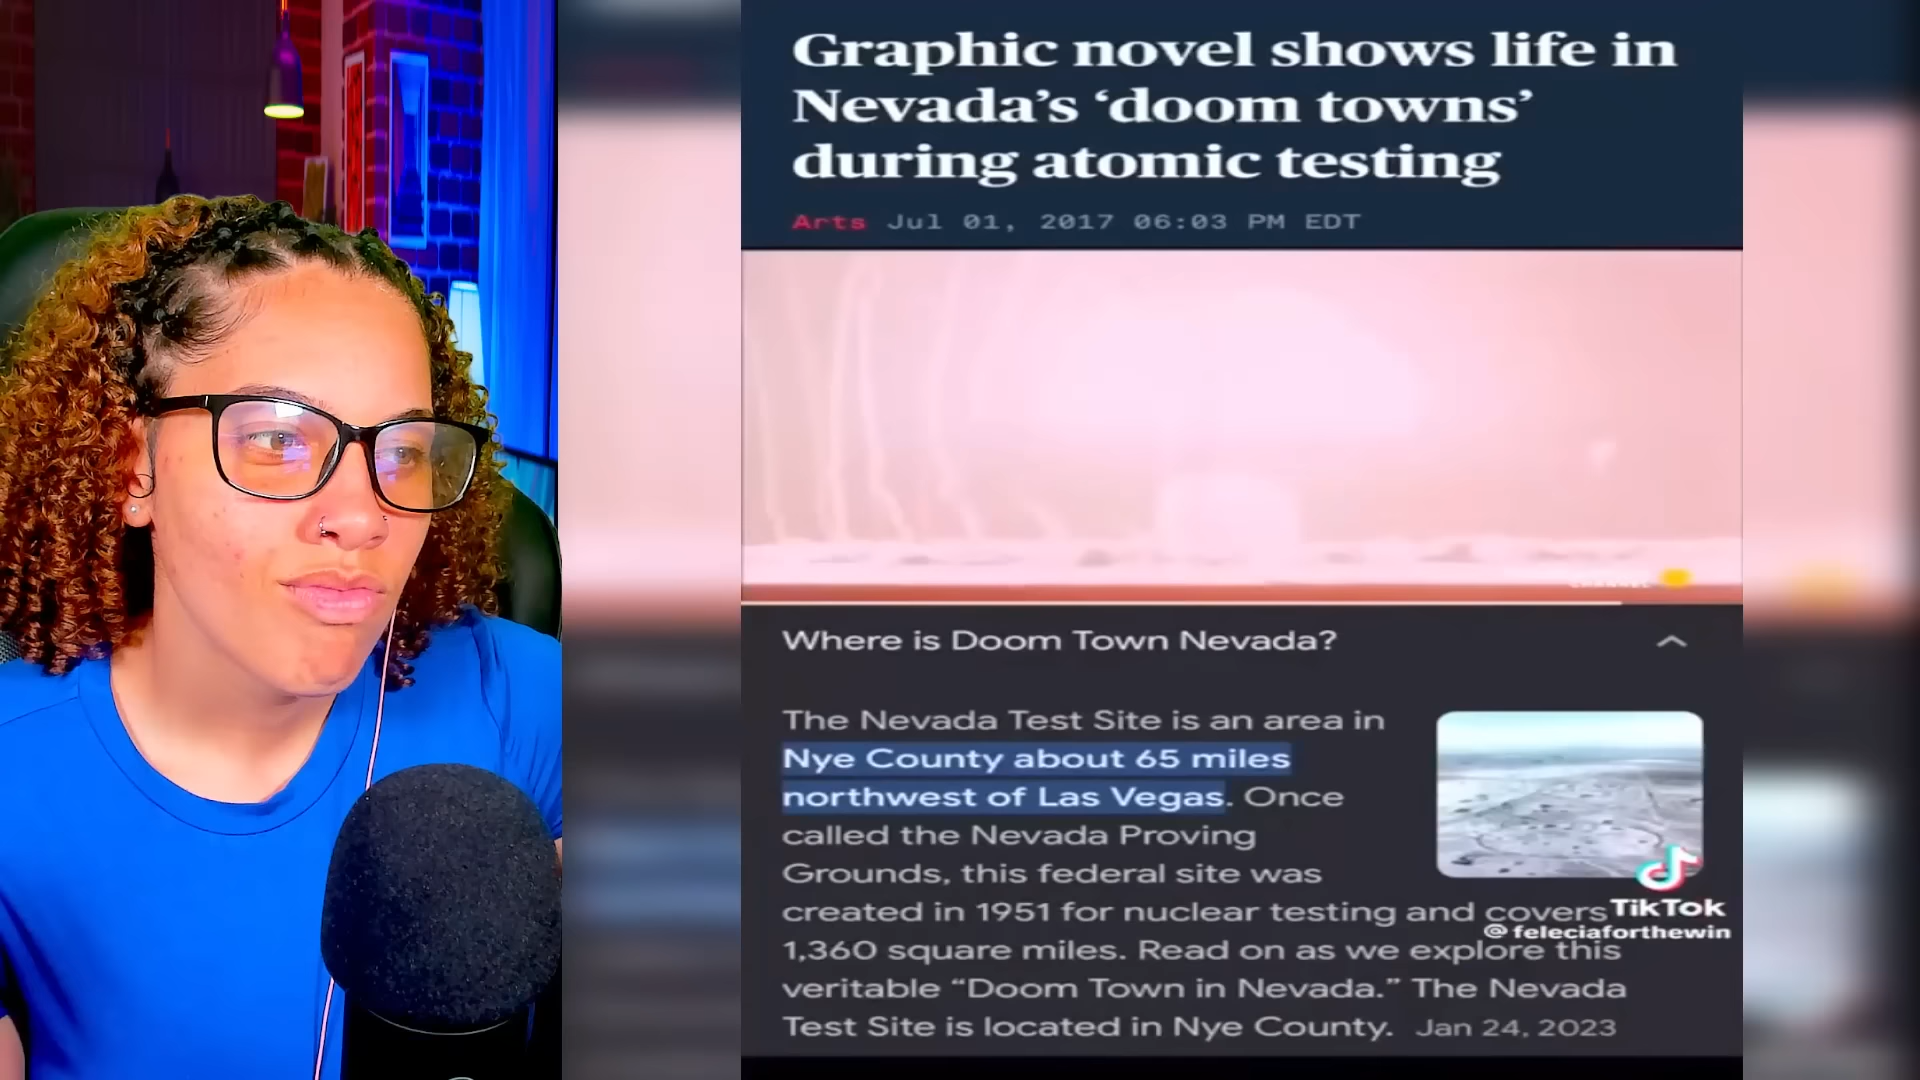 Graphic novel shows life in
Nevada's ‘doom towns’
during atomic testing
Arts Jul 01, 2017 06:03 PM EDT
CHANNEL
Where is Doom Town Nevada?
The Nevada Test Site is an area in
Nye County about 65 miles
northwest of Las Vegas. Once
called the Nevada Proving
Grounds, this federal site was
created in 1951 for nuclear testing and covers
1,360 square miles. Read on as we explore this
veritable “Doom Town in Nevada.” The Nevada
Test Site is located in Nye County. Jan 24, 2023
TikTok
@feleciaforthewin